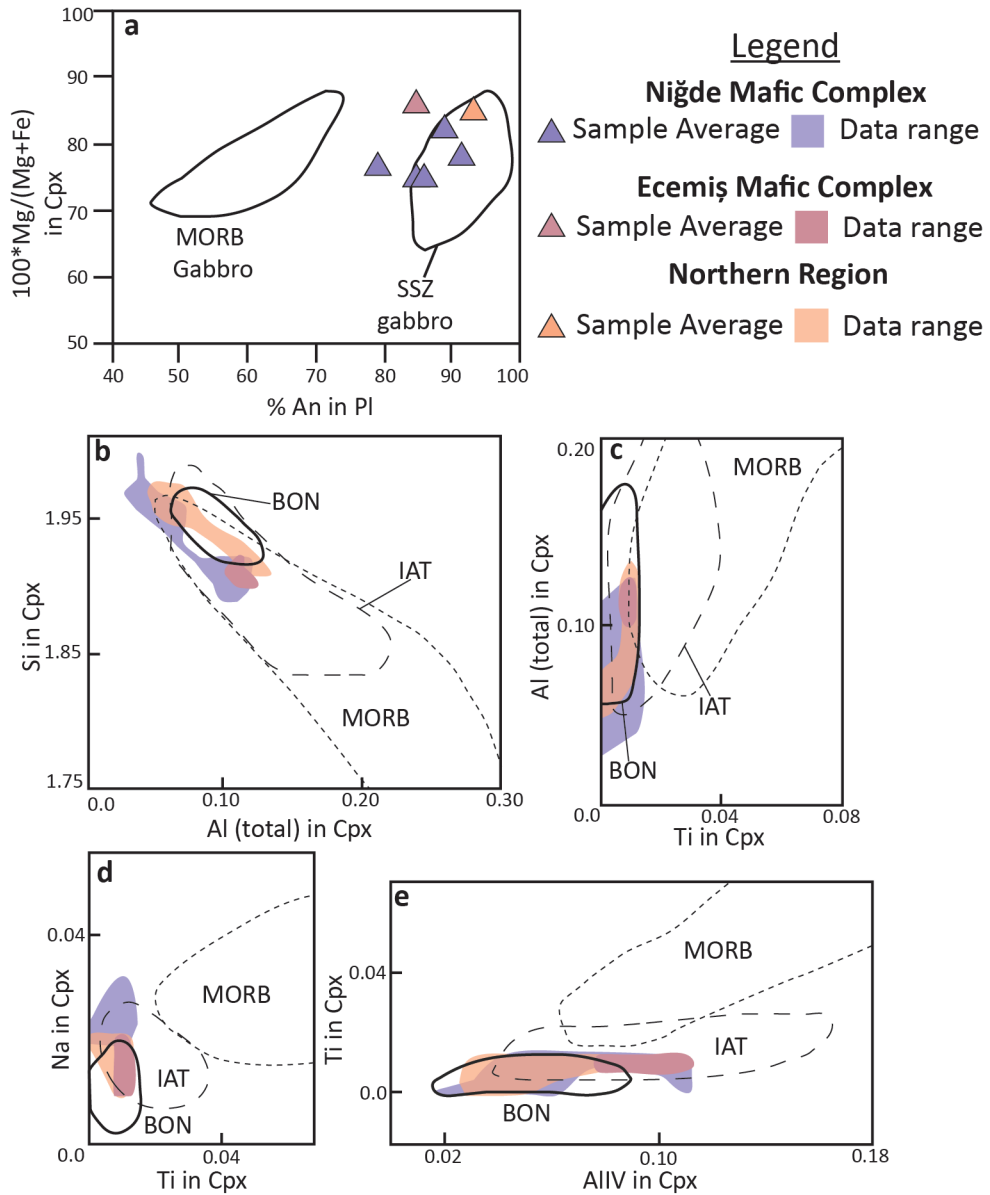 a
100
90
80
70
60
50
100*Mg/(Mg+Fe)
in Cpx
MORB
Gabbro
SSZ
gabbro
40
50
60
70
80
90
100
% An in Pl
Legend
Niğde Mafic Complex
Sample Average
Data range
Ecemiș Mafic Complex
Sample Average
Data range
Northern Region
Sample Average
Data range
b
BON
1.95
IAT
Si in Cpx
1.85
MORB
1.75
0.0
0.10
0.20
0.30
Al (total) in Cpx
c
0.20
MORB
Al (total) in Cpx
0.10
IAT
BON
0.0
0.04
0.08
Ti in Cpx
d
0.04
Na in Cpx
MORB
IAT
BON
0.0
0.04
Ti in Cpx
e
MORB
0.04
Ti in Cpx
IAT
0.0
BON
0.02
0.10
0.18
AlIV in Cpx